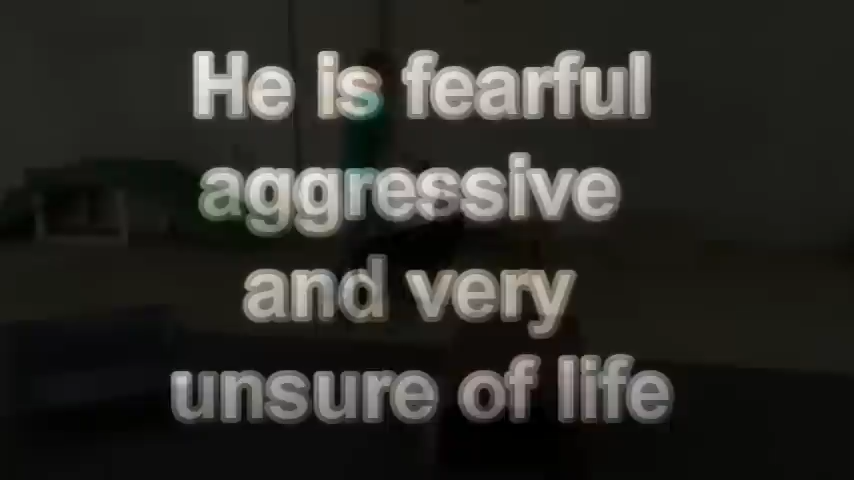 He is fearful
aggressive
and very
unsure of life